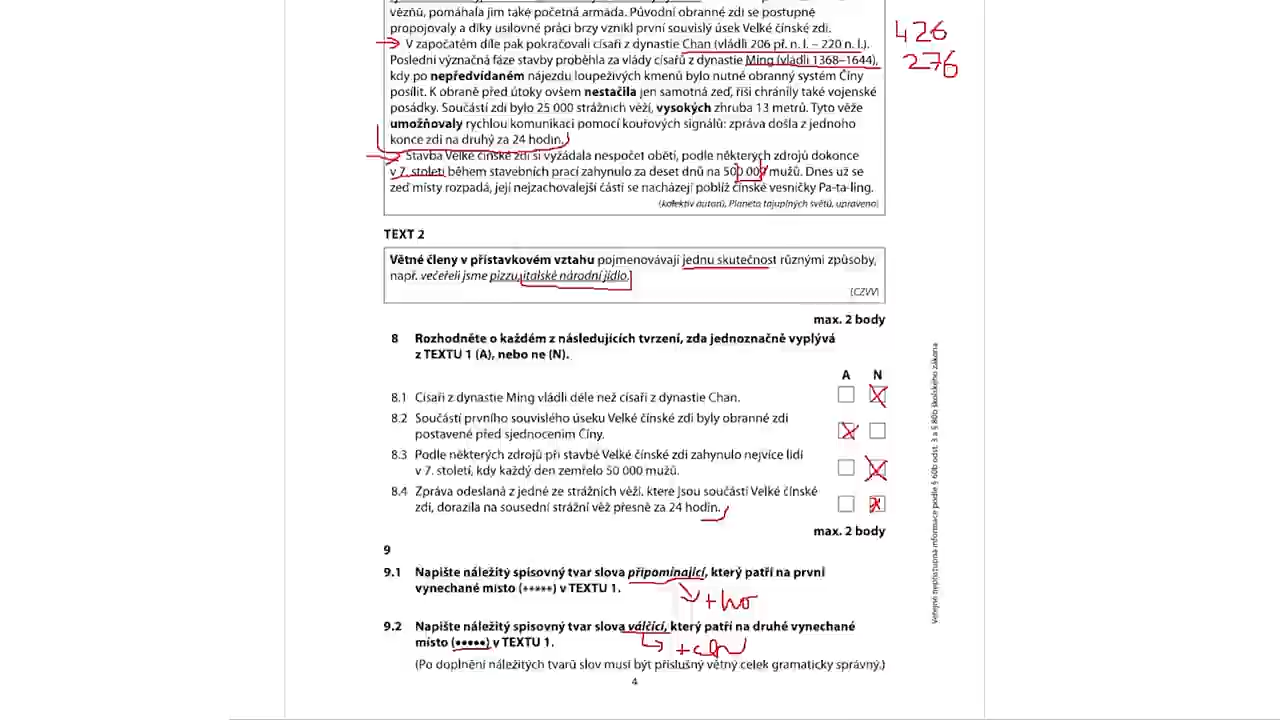 vězňů, pomáhala jim také početná armáda. Původní obranné zdi se postupně
propojovaly a díky usilovné práci brzy vznikl první souvislý úsek Velké čínské zdi.
V započatém díle pak pokračovali císaři z dynastie Chan (vládli 206 př. n. l. – 220 n. l.).
Poslední význačná fáze stavby proběhla za vlády císařů z dynastie Ming (vládli 1368–1644),
kdy po nepředvídaném nájezdu loupeživých kmenů bylo nutné obranný systém Číny
posílit. K obraně před útoky ovšem nestačila jen samotná zeď, říši chránily také vojenské
posádky. Součástí zdi bylo 25 000 strážních věží, vysokých zhruba 13 metrů. Tyto věže
umožňovaly rychlou komunikaci pomocí kouřových signálů: zpráva došla z jednoho
konce zdi na druhý za 24 hodin.
Stavba Velké čínské zdi si vyžádala nespočet obětí, podle některých zdrojů dokonce
v 7. století během stavebních prací zahynulo za deset dnů na 500 000 mužů. Dnes už se
zeď místy rozpadá, její nejzachovalejší části se nacházejí poblíž čínské vesničky Pa-ta-ling.
(kolektiv autorů, Planeta tajuplných světů, upraveno)
426
276
TEXT 2
Větné členy v přístavkovém vztahu pojmenovávají jednu skutečnost různými způsoby,
např. večeřeli jsme pizzu, italské národní jídlo.
(CZVV)
max. 2 body
8 Rozhodněte o každém z následujících tvrzení, zda jednoznačně vyplývá
z TEXTU 1 (A), nebo ne (N).
A N
8.1 Císaři z dynastie Ming vládli déle než císaři z dynastie Chan.
8.2 Součástí prvního souvislého úseku Velké čínské zdi byly obranné zdi
postavené před sjednocením Číny.
8.3 Podle některých zdrojů při stavbě Velké čínské zdi zahynulo nejvíce lidí
v 7. století, kdy každý den zemřelo 50 000 mužů.
8.4 Zpráva odeslaná z jedné ze strážních věží, které jsou součástí Velké čínské
zdi, dorazila na sousední strážní věž přesně za 24 hodin.
max. 2 body
9
9.1 Napište náležitý spisovný tvar slova připomínající, který patří na první
vynechané místo (*****) v TEXTU 1.
+ho
9.2 Napište náležitý spisovný tvar slova válčící, který patří na druhé vynechané
místo (•••••) v TEXTU 1.
(Po doplnění náležitých tvarů slov musí být příslušný větný celek gramaticky správný.)
4
Veřejně nepřístupná informace podle § 60b odst. 3 a § 80b školského zákona